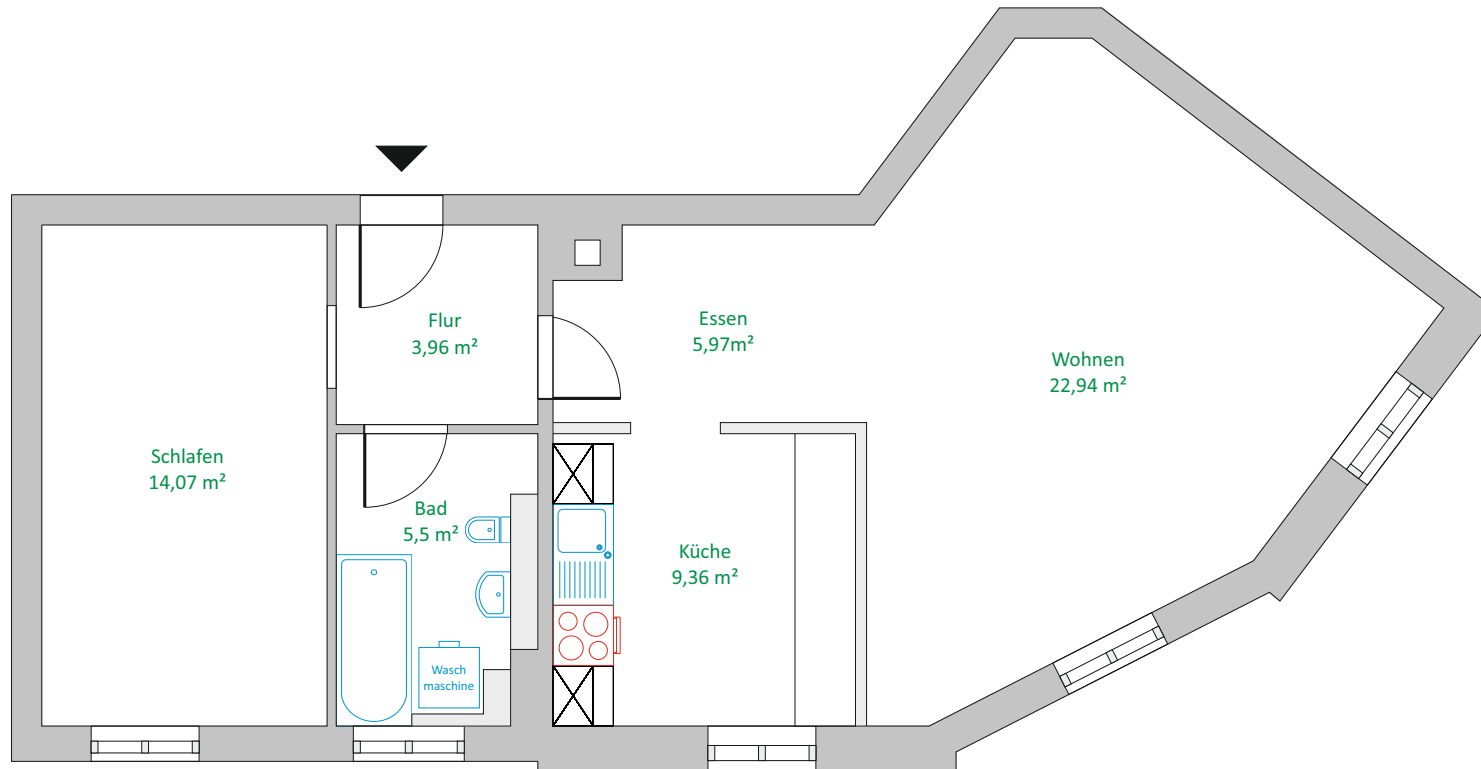 Flur
3,96 m²
Essen
5,97m²
Wohnen
22,94 m²
Schlafen
14,07 m²
Bad
5,5 m²
Küche
9,36 m²
Wasch
maschine